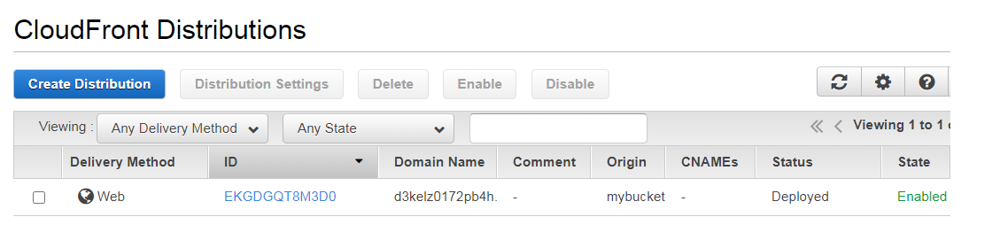 CloudFront Distributions
Create Distribution Distribution Settings Delete Enable Disable
Viewing : Any Delivery Method Any State Viewing 1 to 1
Delivery Method ID Domain Name Comment Origin CNAMEs Status State
Web EKGDGQT8M3D0 d3kelz0172pb4h. - mybucket - Deployed Enabled